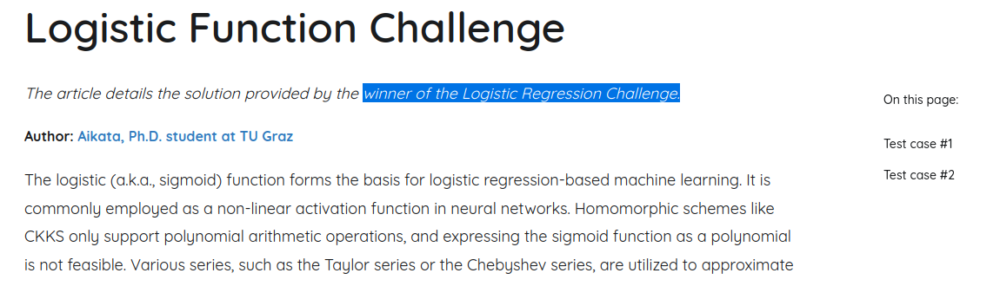 Logistic Function Challenge
The article details the solution provided by the winner of the Logistic Regression Challenge.
On this page:
Author: Aikata, Ph.D. student at TU Graz
Test case #1
Test case #2
The logistic (a.k.a., sigmoid) function forms the basis for logistic regression-based machine learning. It is
commonly employed as a non-linear activation function in neural networks. Homomorphic schemes like
CKKS only support polynomial arithmetic operations, and expressing the sigmoid function as a polynomial
is not feasible. Various series, such as the Taylor series or the Chebyshev series, are utilized to approximate